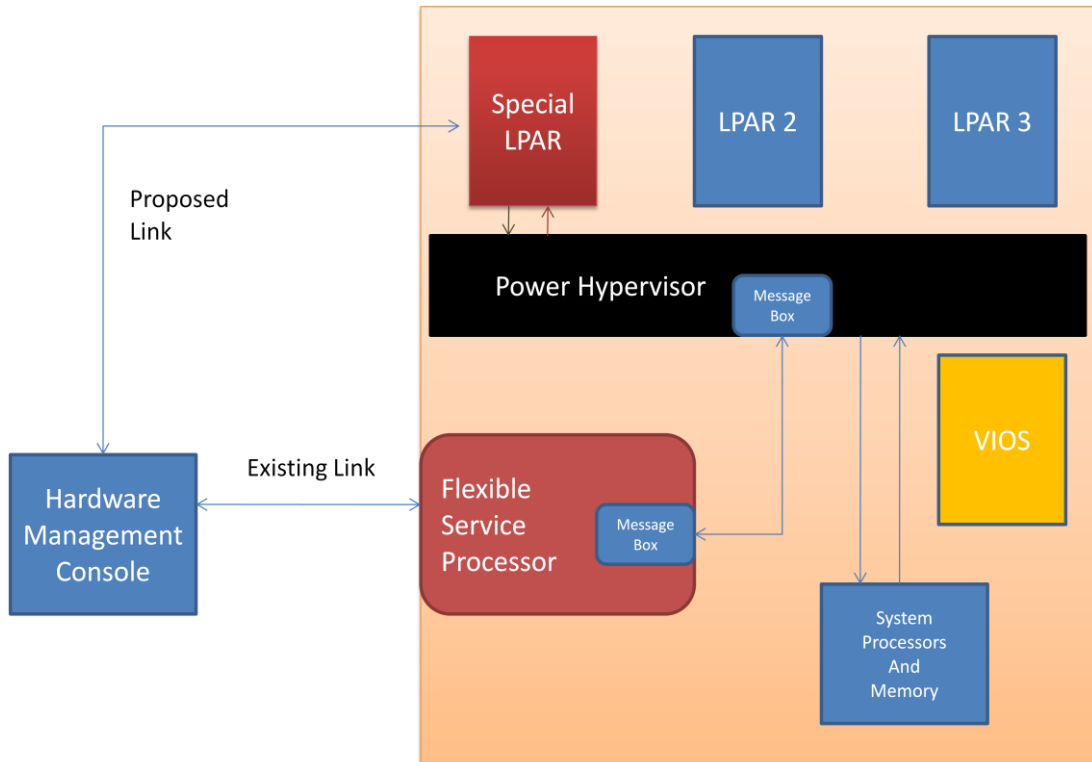 Special
LPAR
LPAR 2
LPAR 3
Proposed
Link
Power Hypervisor
Message
Box
VIOS
Existing Link
Hardware
Management
Console
Flexible
Service
Processor
Message
Box
System
Processors
And
Memory